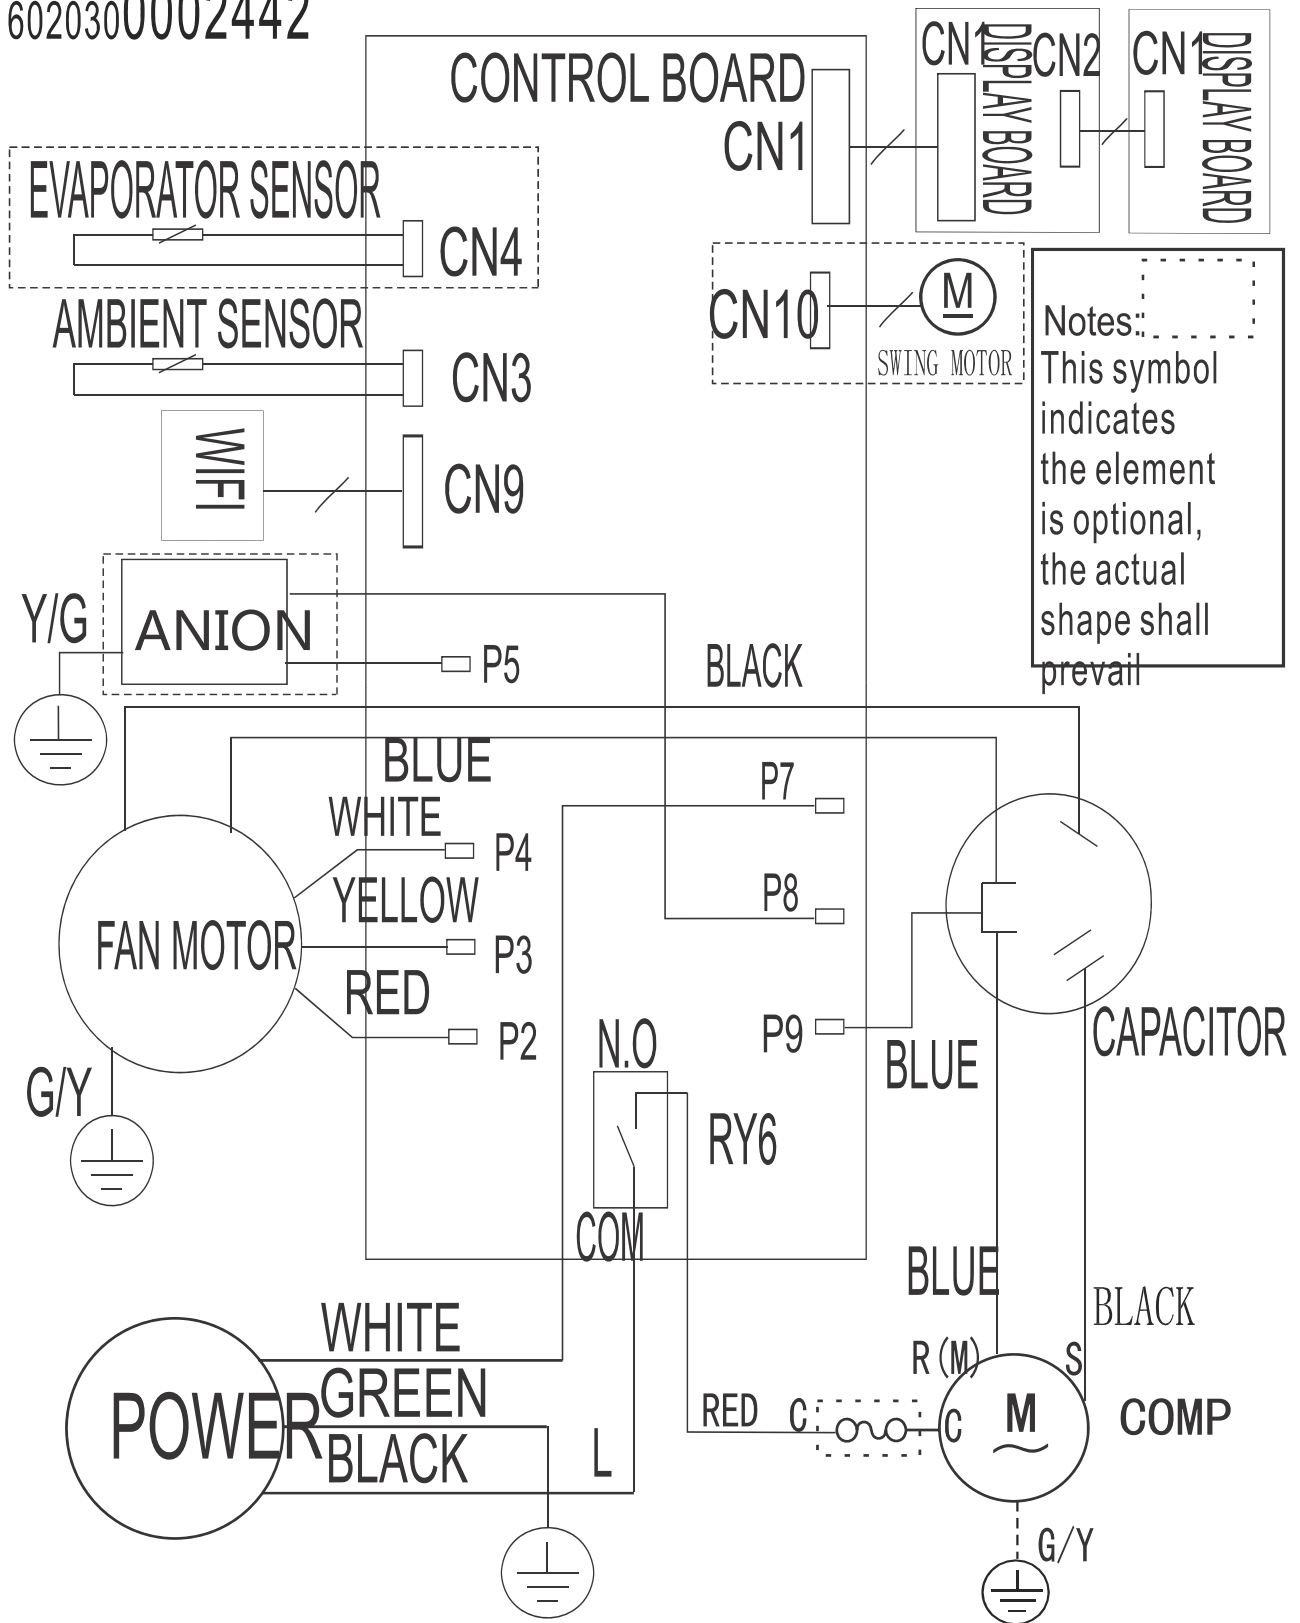 6020300002442
CONTROL BOARD
CN1
CN1
DISPLAY BOARD
CN2
CN1
DISPLAY BOARD
EVAPORATOR SENSOR
CN4
AMBIENT SENSOR
CN3
WIFI
CN9
CN10
M
SWING MOTOR
Notes:
This symbol
indicates
the element
is optional,
the actual
shape shall
prevail
Y/G
ANION
P5
BLACK
BLUE
WHITE
P4
YELLOW
P3
RED
P2
FAN MOTOR
G/Y
P7
P8
P9
CAPACITOR
BLUE
N.O
RY6
COM
BLUE
BLACK
WHITE
GREEN
BLACK
POWER
L
RED
C
R(M)
S
C
M
COMP
G/Y